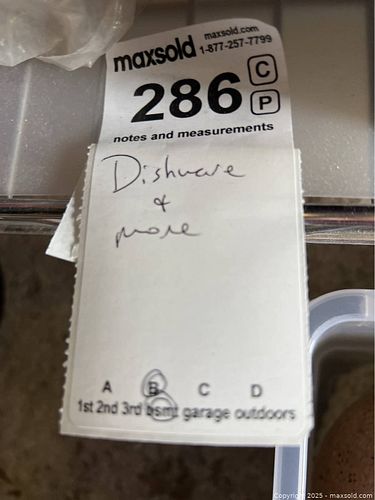 maxsold
maxsold.com
1-877-257-7799
286
C
P
notes and measurements
Dishware
+
more
A B C D
1st 2nd 3rd bsmt garage outdoors
Copyright 2025 - maxsold.com